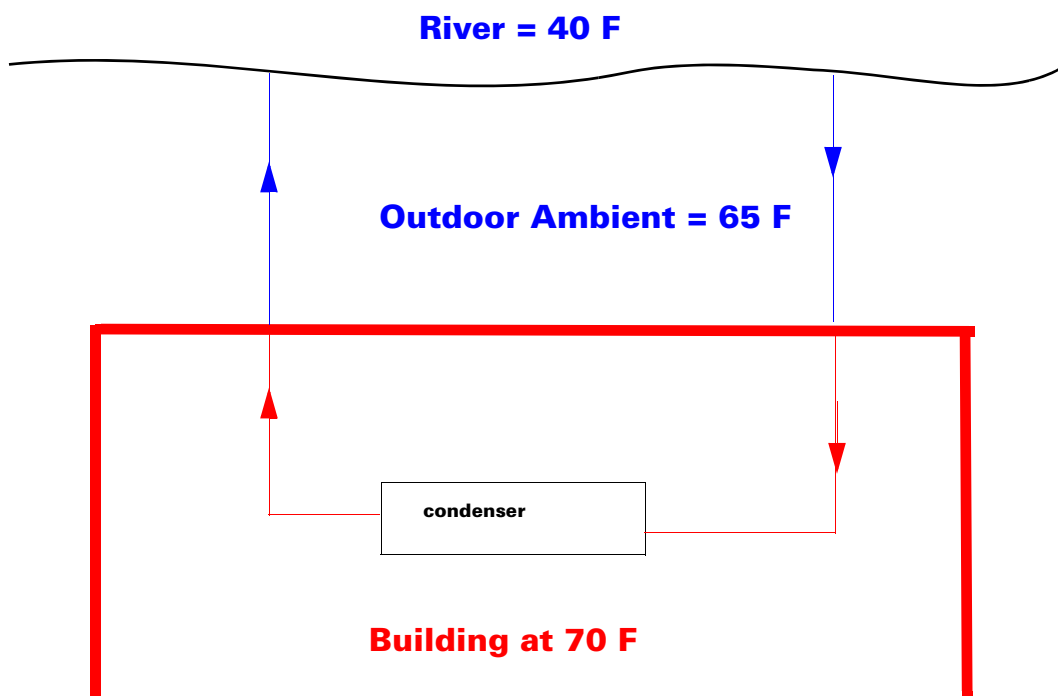 River = 40 F
Outdoor Ambient = 65 F
condenser
Building at 70 F